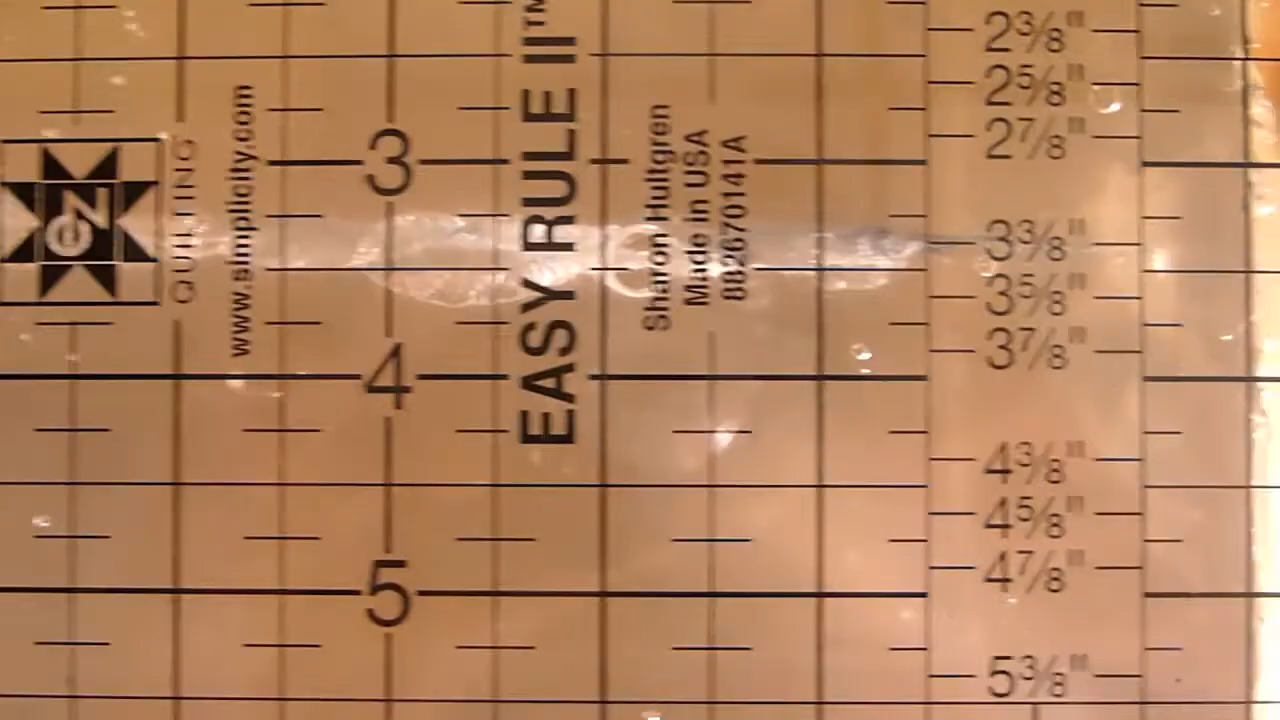 eZ
QUILTING
www.simplicity.com
3
4
5
EASY RULE II™
Sharon Hultgren
Made in USA
882670141A
2⅜"
2⅝"
2⅞"
3⅜"
3⅝"
3⅞"
4⅜"
4⅝"
4⅞"
5⅜"